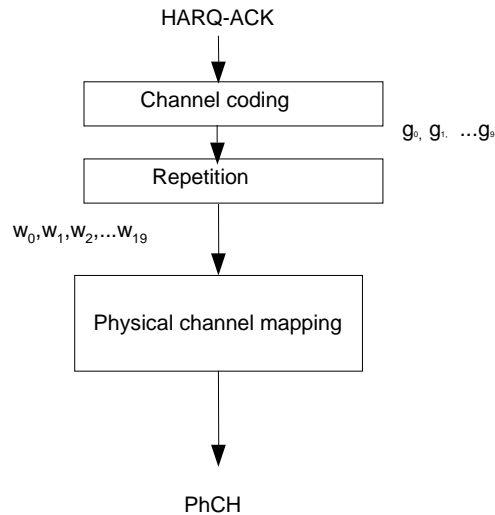 HARQ-ACK
Channel coding
g0, g1, ...g9
Repetition
w0,w1,w2,...w19
Physical channel mapping
PhCH